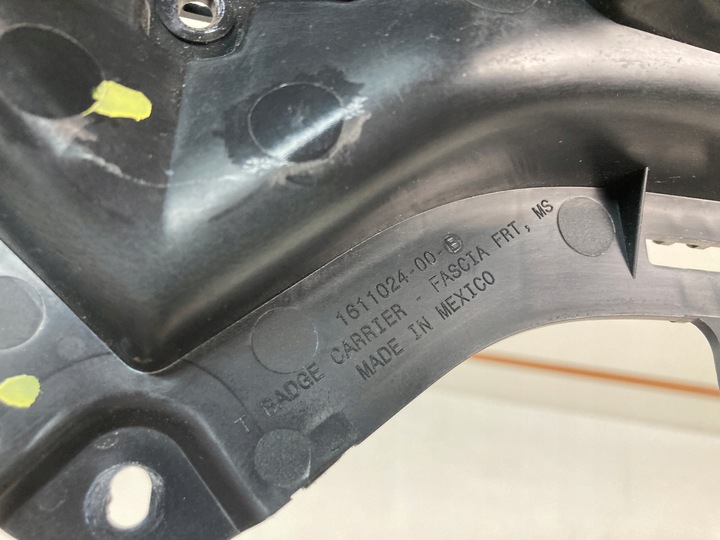 1611024-00-Ⓑ
T BADGE CARRIER - FASCIA FRT, MS
MADE IN MEXICO